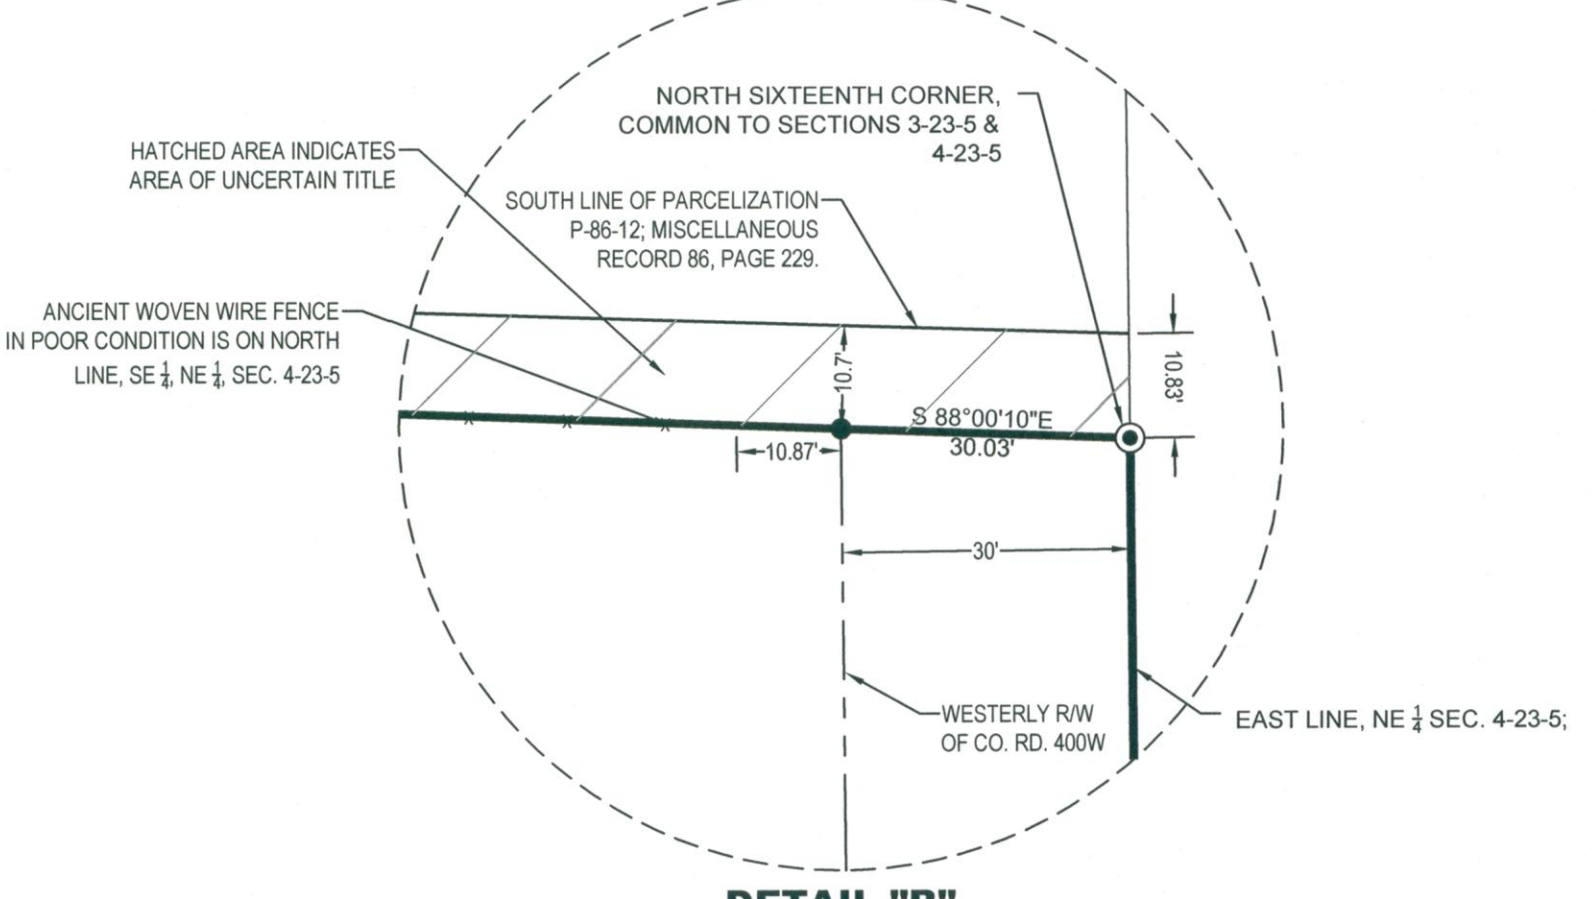 NORTH SIXTEENTH CORNER,
COMMON TO SECTIONS 3-23-5 &
4-23-5
HATCHED AREA INDICATES
AREA OF UNCERTAIN TITLE
SOUTH LINE OF PARCELIZATION
P-86-12; MISCELLANEOUS
RECORD 86, PAGE 229.
ANCIENT WOVEN WIRE FENCE
IN POOR CONDITION IS ON NORTH
LINE, SE 1/4, NE 1/4, SEC. 4-23-5
10.7'
10.83'
S 88°00'10"E
30.03'
10.87'
30'
WESTERLY R/W
OF CO. RD. 400W
EAST LINE, NE 1/4 SEC. 4-23-5;
DETAIL "B"